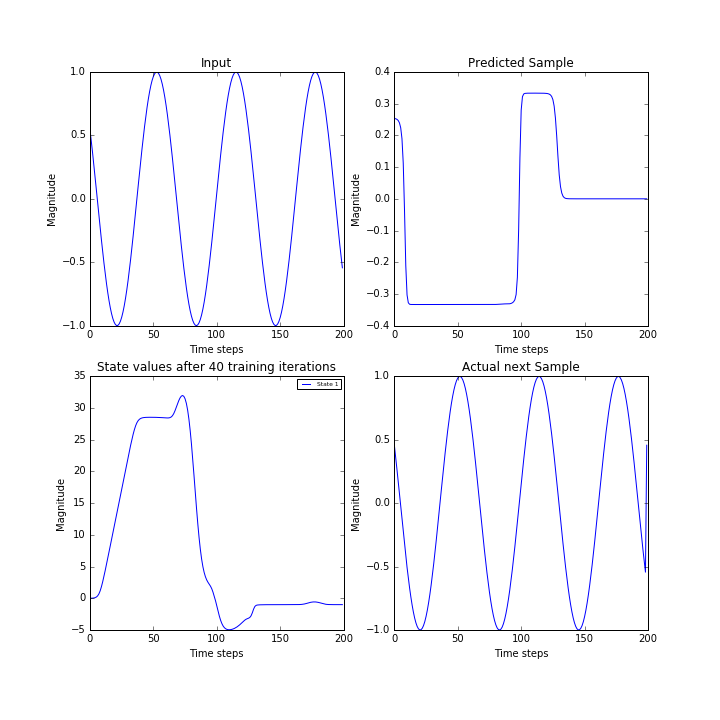 Input
1.0
0.5
0.0
−0.5
−1.0
Magnitude
0 50 100 150 200
Time steps
Predicted Sample
0.4
0.3
0.2
0.1
0.0
−0.1
−0.2
−0.3
−0.4
Magnitude
0 50 100 150 200
Time steps
State values after 40 training iterations
State 1
35
30
25
20
15
10
5
0
−5
Magnitude
0 50 100 150 200
Time steps
Actual next Sample
1.0
0.5
0.0
−0.5
−1.0
Magnitude
0 50 100 150 200
Time steps